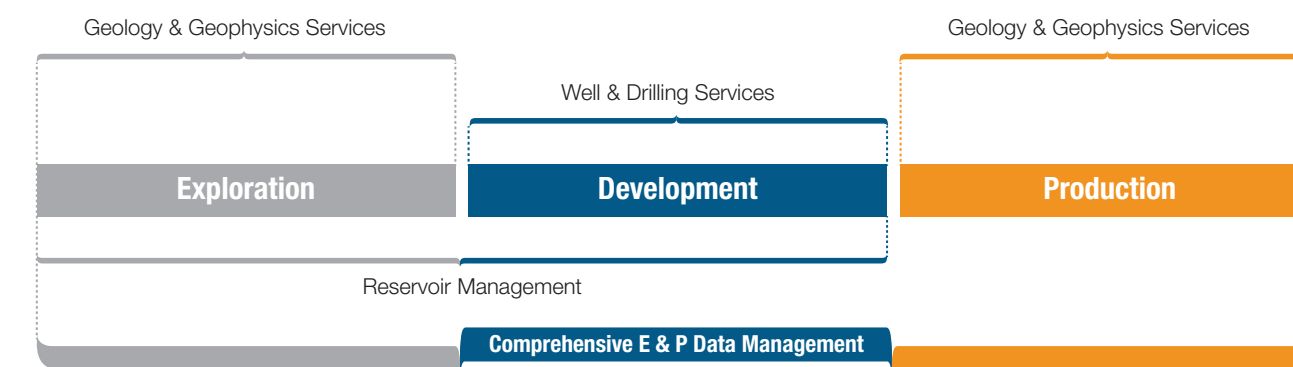 Geology & Geophysics Services
Geology & Geophysics Services
Well & Drilling Services
Exploration
Development
Production
Reservoir Management
Comprehensive E & P Data Management